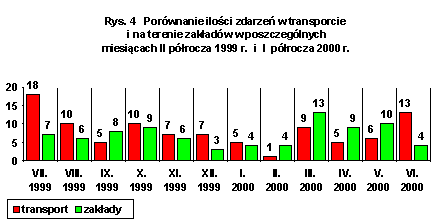 Rys. 4 Porównanie ilości zdarzeń w transporcie
i na terenie zakładów w poszczególnych
miesiącach II półrocza 1999 r. i I półrocza 2000 r.
20
15
10
5
0
18 7 10 6 5 8 10 9 7 6 7 3 5 4 1 4 9 13 5 9 6 10 13 4
VII. VIII. IX. X. XI. XII. I. II. III. IV. V. VI.
1999 1999 1999 1999 1999 1999 2000 2000 2000 2000 2000 2000
transport zakłady